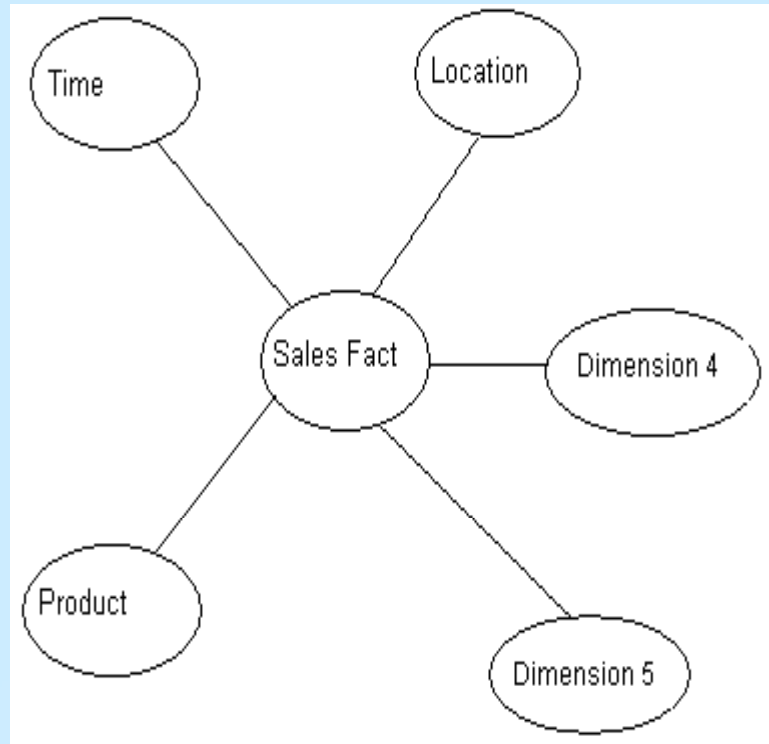 Time
Location
Sales Fact
Dimension 4
Product
Dimension 5